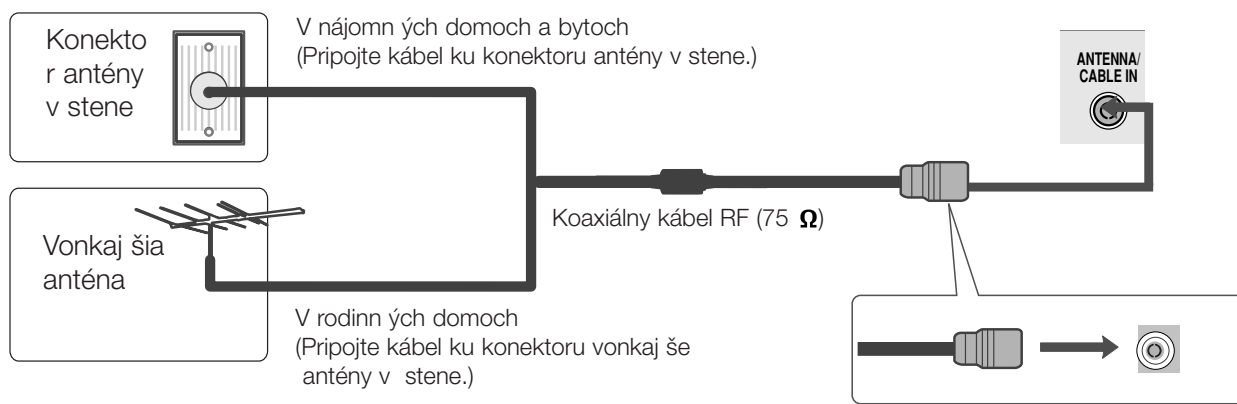 Konekto
r antény
v stene
V nájomn ých domoch a bytoch
(Pripojte kábel ku konektoru antény v stene.)
ANTENNA/
CABLE IN
Koaxiálny kábel RF (75 Ω)
Vonkaj šia
anténa
V rodinn ých domoch
(Pripojte kábel ku konektoru vonkaj še
antény v stene.)